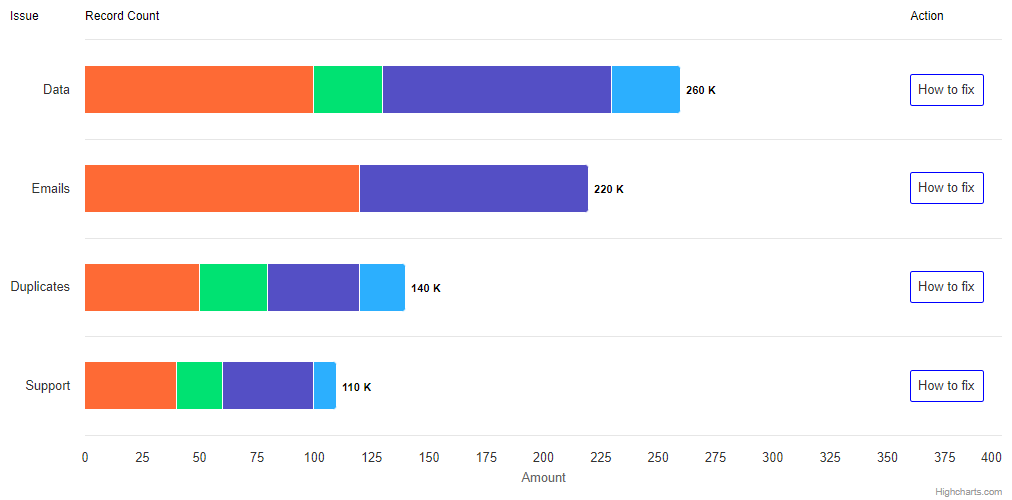 Issue Record Count Action
Data 260 K How to fix
Emails 220 K How to fix
Duplicates 140 K How to fix
Support 110 K How to fix
0 25 50 75 100 125 150 175 200 225 250 275 300 325 350 375 400
Amount
Highcharts.com